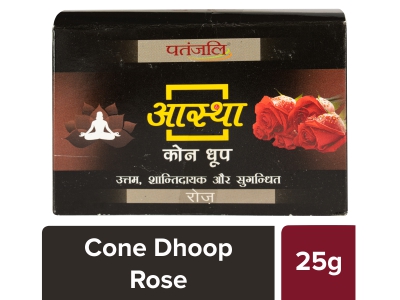 पतंजलि
आस्था
कोन धूप
उत्तम, शान्तिदायक और सुगन्धित
रोज़
Cone Dhoop
Rose
25g